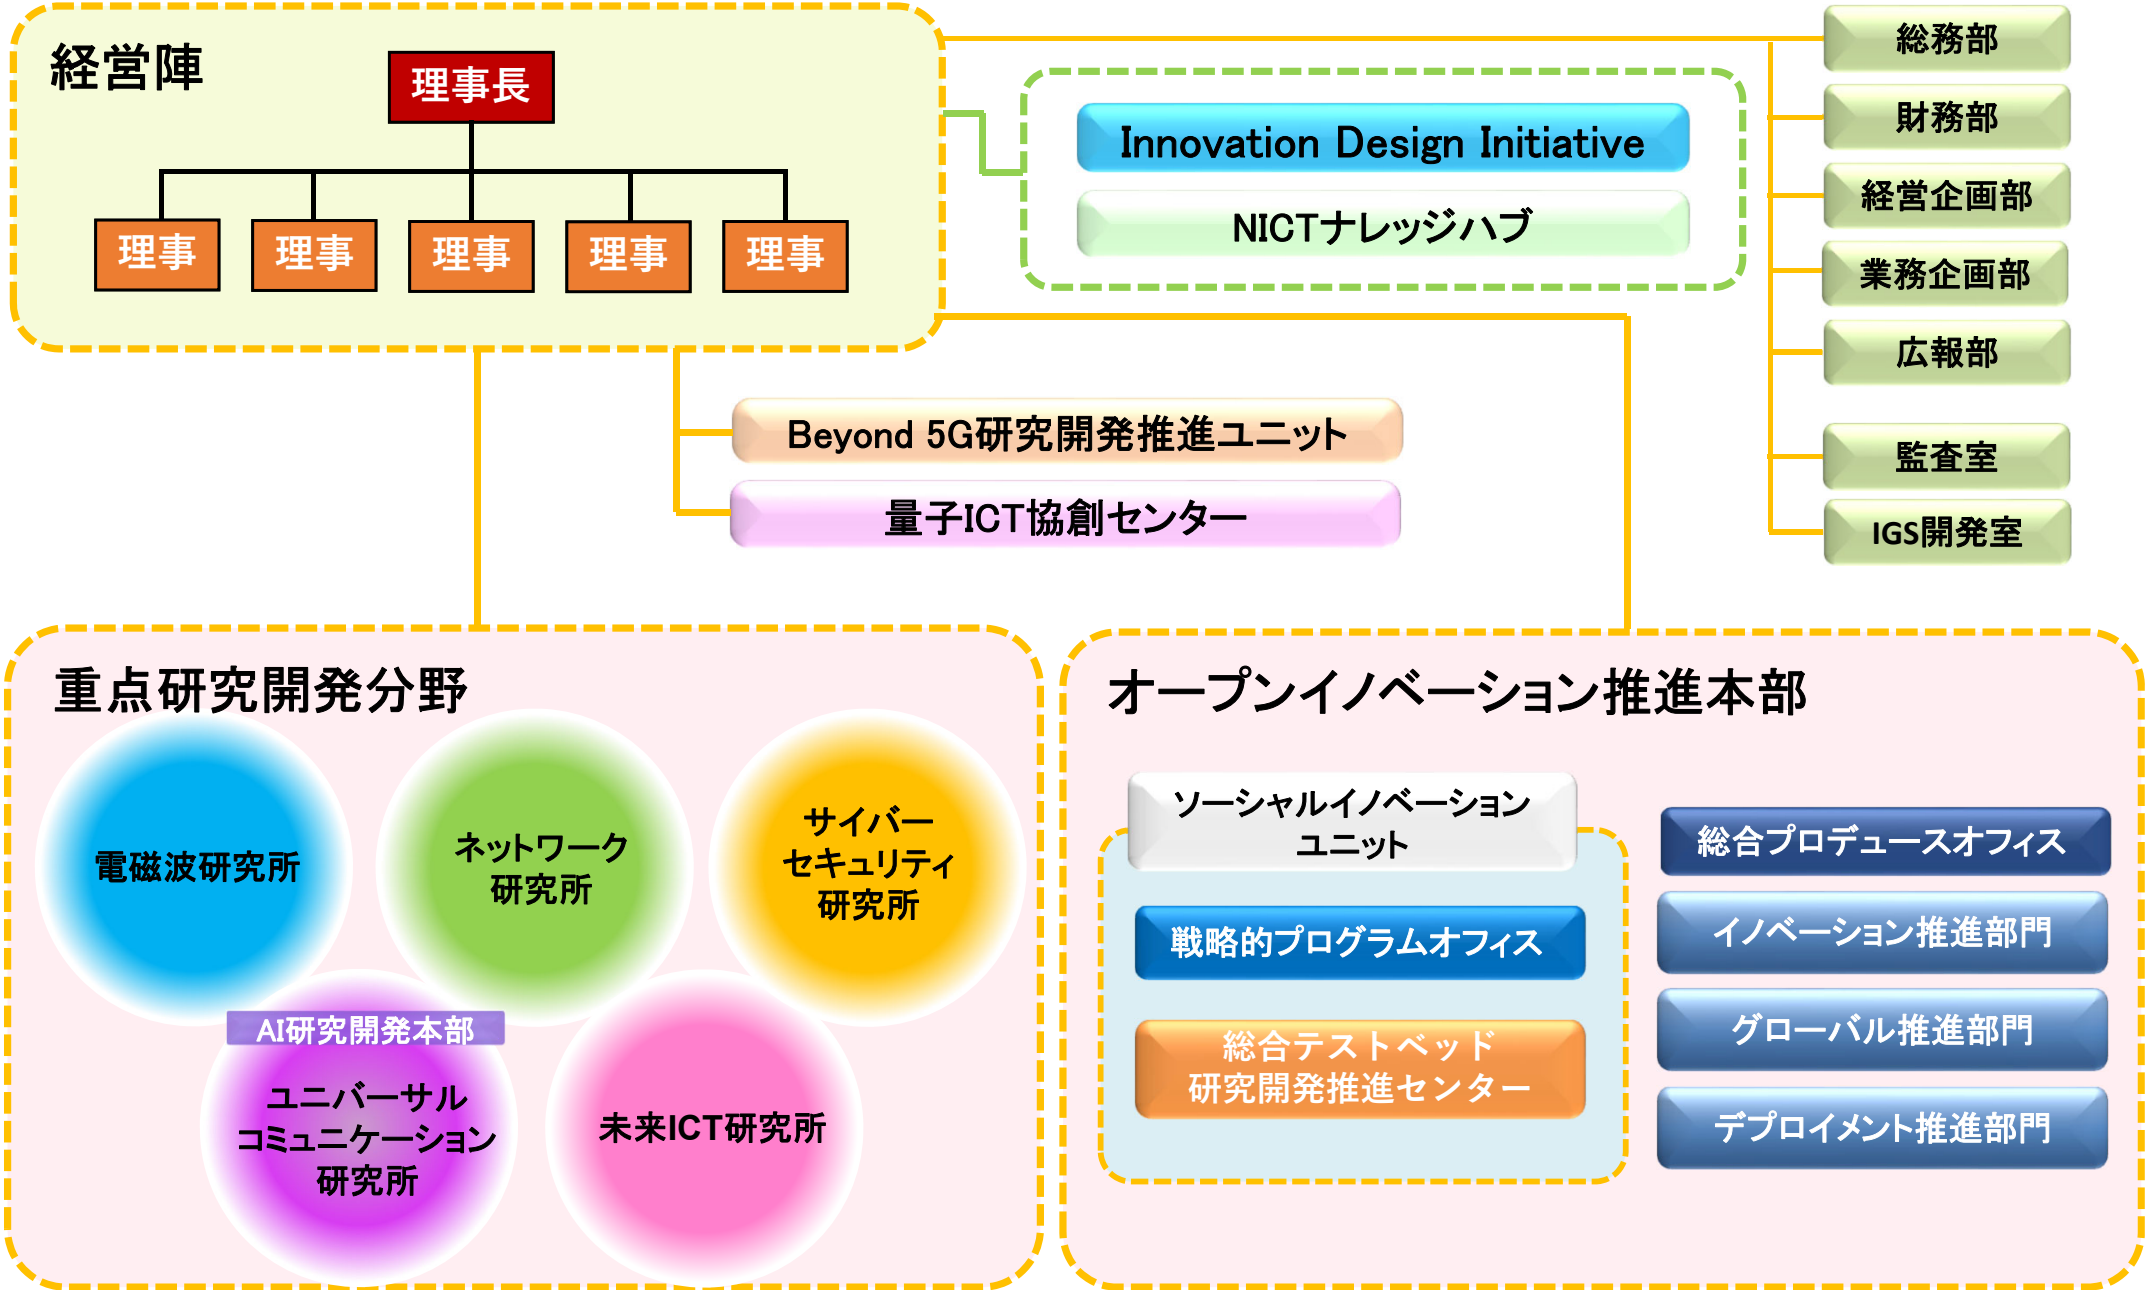 経営陣
理事長
理事
理事
理事
理事
理事
Innovation Design Initiative
NICTナレッジハブ
総務部
財務部
経営企画部
業務企画部
広報部
監査室
IGS開発室
Beyond 5G研究開発推進ユニット
量子ICT協創センター
重点研究開発分野
電磁波研究所
ネットワーク
研究所
サイバー
セキュリティ
研究所
AI研究開発本部
ユニバーサル
コミュニケーション
研究所
未来ICT研究所
オープンイノベーション推進本部
ソーシャルイノベーション
ユニット
戦略的プログラムオフィス
総合テストベッド
研究開発推進センター
総合プロデュースオフィス
イノベーション推進部門
グローバル推進部門
デプロイメント推進部門